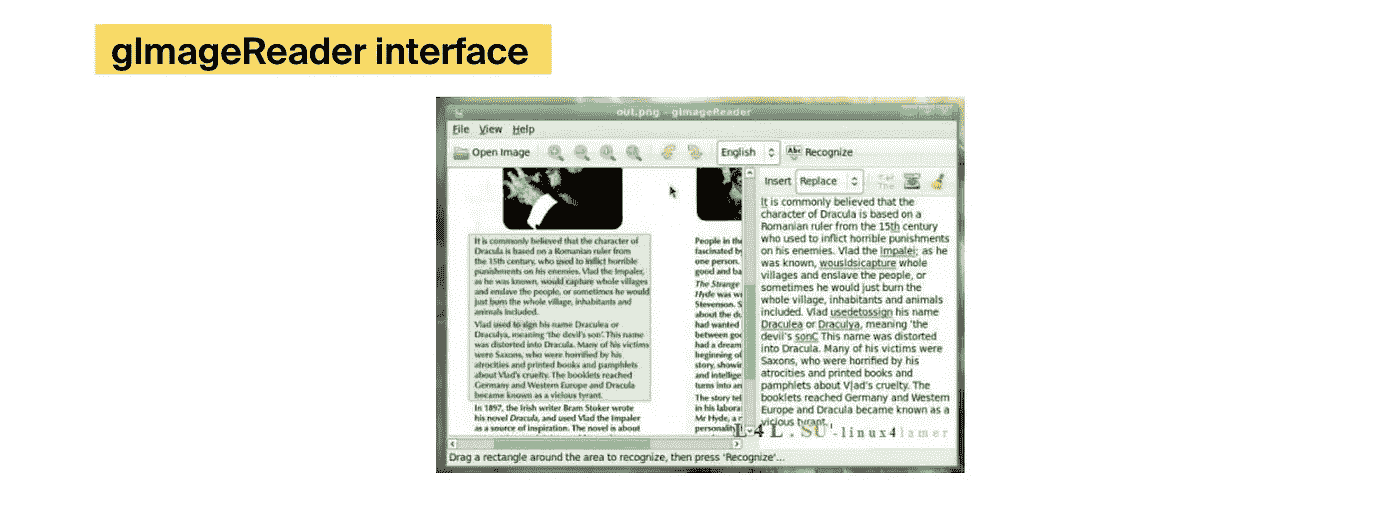 gImageReader interface
out.png - gImageReader
File View Help
Open Image English Abc Recognize
Insert Replace
It is commonly believed that the character of
Dracula is based on a Romanian ruler from
the 15th century, who used to inflict horrible
punishments on his enemies. Vlad the Impaler,
as he was known, would capture whole villages
and enslave the people, or sometimes he would
just burn the whole village, inhabitants and
animals included.
Vlad used to sign his name Draculea or
Draculya, meaning 'the devil's son'. This name
was distorted into Dracula. Many of his victims
were Saxons, who were horrified by his
atrocities and printed books and pamphlets
about Vlad's cruelty. The booklets reached
Germany and Western Europe and Dracula
became known as a vicious tyrant.
In 1897, the Irish writer Bram Stoker wrote
his novel Dracula, and used Vlad the Impaler
as a source of inspiration. The novel is about
People in the
fascinated by
one person.
good and ba
The Strange
Hyde was w
Stevenson. S
about the du
had wanted
between goo
had a dream
beginning of
story, showi
and intellige
turns into an
The story tel
in his labora
Mr Hyde, a r
personality
It is commonly believed that the
character of Dracula is based on a
Romanian ruler from the 15th century
who used to inflict horrible punishments
on his enemies. Vlad the Impalei; as he
was known, wousldsicapture whole
villages and enslave the people, or
sometimes he would just bum the
whole village, inhabitants and animals
included. Vlad usedetossign his name
Draculea or Draculya, meaning 'the
devil's sonC This name was distorted
into Dracula. Many of his victims were
Saxons, who were horrified by his
atrocities and printed books and
pamphlets about Vlad's cruelty. The
booklets reached Germany and Western
Europe and Dracula became known as a
vicious tyrant.
L4L.SU-linux4lamer
Drag a rectangle around the area to recognize, then press 'Recognize'...